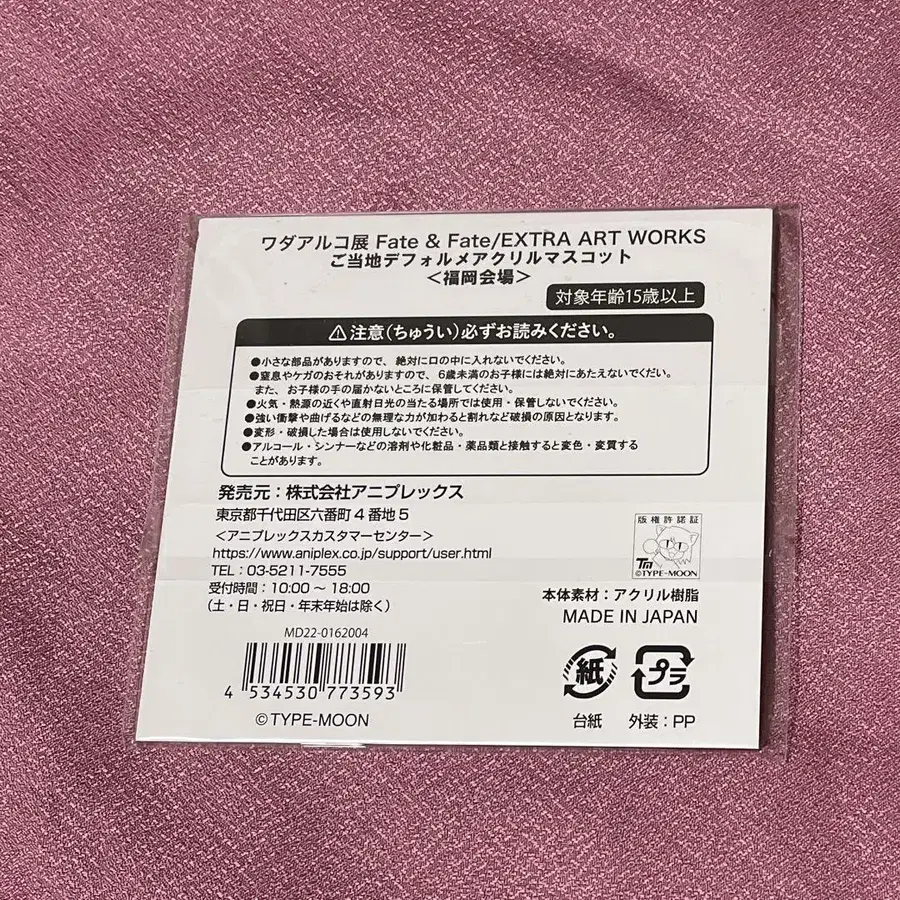 ワダアルコ展 Fate & Fate/EXTRA ART WORKS
ご当地デフォルメアクリルマスコット
＜福岡会場＞
対象年齢15歳以上
⚠注意（ちゅうい）必ずお読みください。
●小さな部品がありますので、絶対に口の中に入れないでください。
●窒息やケガのおそれがありますので、6歳未満のお子様には絶対にあたえないでください。
また、お子様の手の届かないところに保管してください。
●火気・熱源の近くや直射日光の当たる場所では使用・保管しないでください。
●強い衝撃や曲げるなどの無理な力が加わると割れなど破損の原因となります。
●変形・破損した場合は使用しないでください。
●アルコール・シンナーなどの溶剤や化粧品・薬品類と接触すると変色・変質する
ことがあります。
発売元：株式会社アニプレックス
東京都千代田区六番町４番地５
＜アニプレックスカスタマーセンター＞
https://www.aniplex.co.jp/support/user.html
TEL：03-5211-7555
受付時間：10:00～18:00
（土・日・祝日・年末年始は除く）
版権許諾証
TM
©TYPE-MOON
本体素材：アクリル樹脂
MADE IN JAPAN
MD22-0162004
4 534530 773593
©TYPE-MOON
紙
プラ
台紙
外装：PP